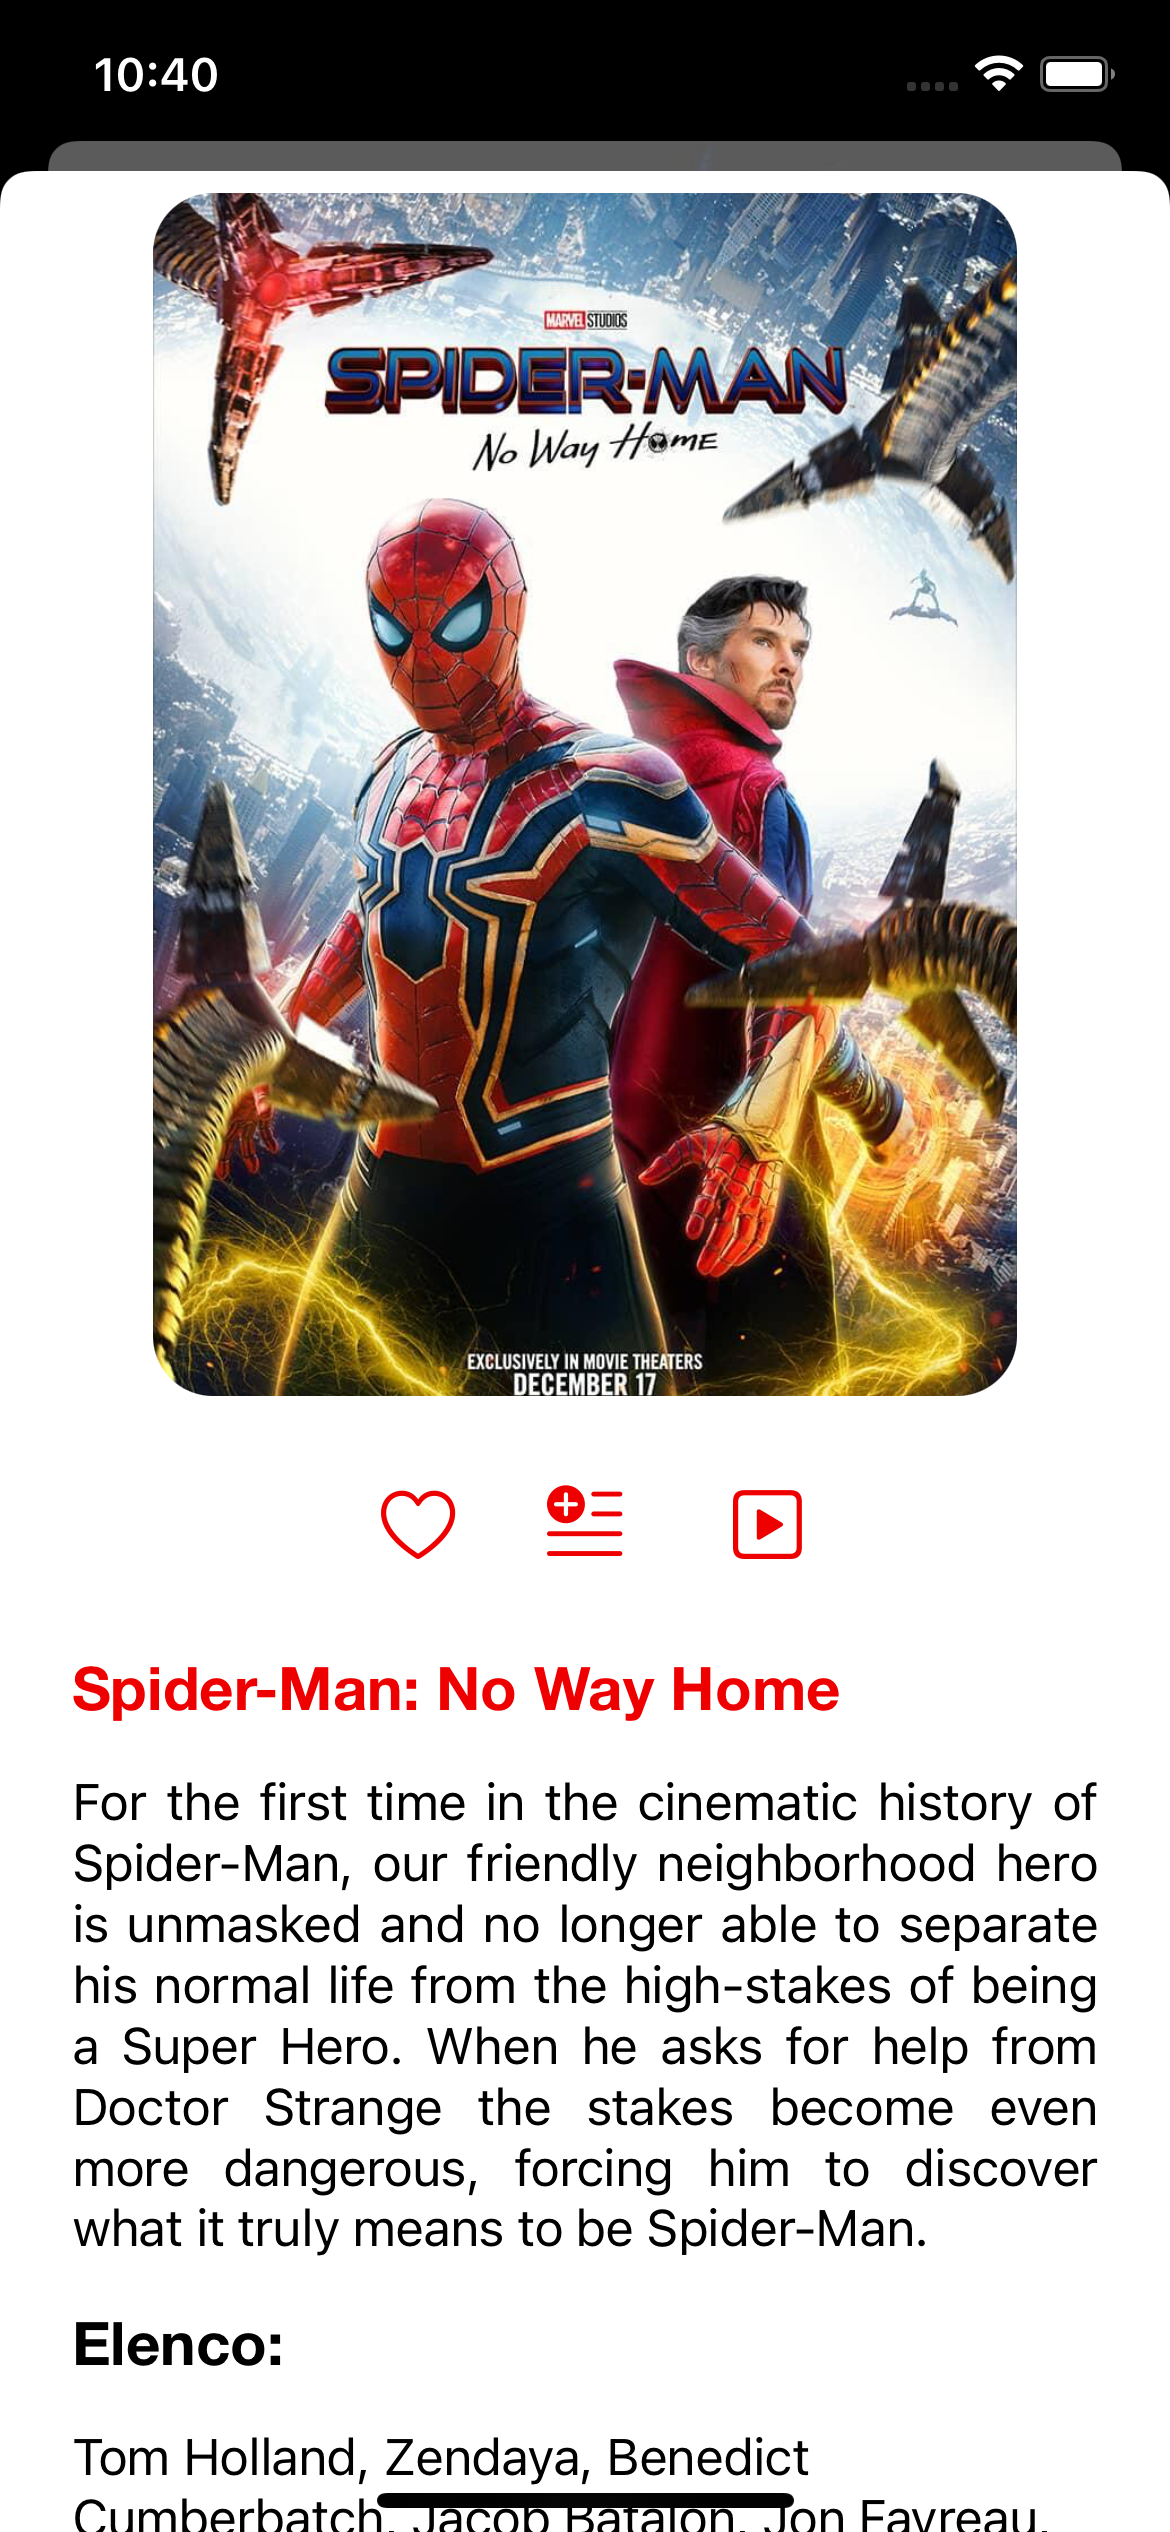 10:40
MARVEL STUDIOS
SPIDER-MAN
No Way Home
EXCLUSIVELY IN MOVIE THEATERS
DECEMBER 17
Spider-Man: No Way Home
For the first time in the cinematic history of
Spider-Man, our friendly neighborhood hero
is unmasked and no longer able to separate
his normal life from the high-stakes of being
a Super Hero. When he asks for help from
Doctor Strange the stakes become even
more dangerous, forcing him to discover
what it truly means to be Spider-Man.
Elenco:
Tom Holland, Zendaya, Benedict
Cumberbatch, Jacob Batalon, Jon Favreau,